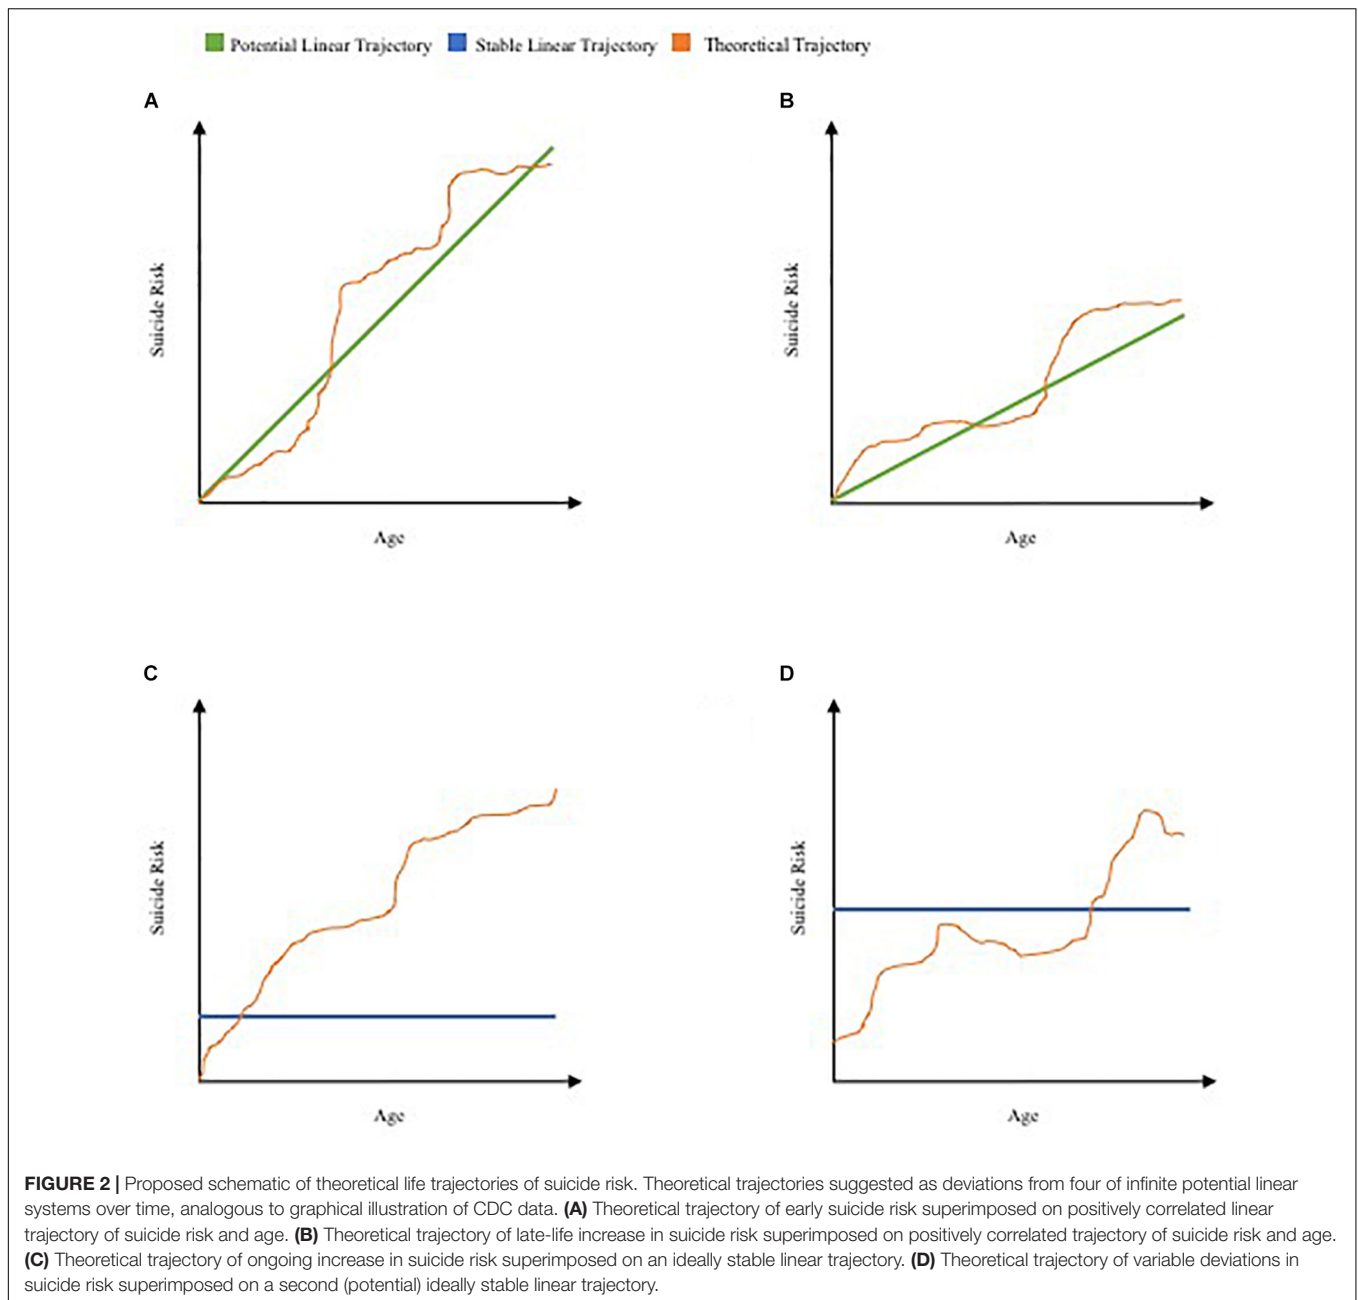 Potential Linear Trajectory Stable Linear Trajectory Theoretical Trajectory
A
Suicide Risk
Age
B
Suicide Risk
Age
C
Suicide Risk
Age
D
Suicide Risk
Age
FIGURE 2 | Proposed schematic of theoretical life trajectories of suicide risk. Theoretical trajectories suggested as deviations from four of infinite potential linear
systems over time, analogous to graphical illustration of CDC data. (A) Theoretical trajectory of early suicide risk superimposed on positively correlated linear
trajectory of suicide risk and age. (B) Theoretical trajectory of late-life increase in suicide risk superimposed on positively correlated trajectory of suicide risk and age.
(C) Theoretical trajectory of ongoing increase in suicide risk superimposed on an ideally stable linear trajectory. (D) Theoretical trajectory of variable deviations in
suicide risk superimposed on a second (potential) ideally stable linear trajectory.